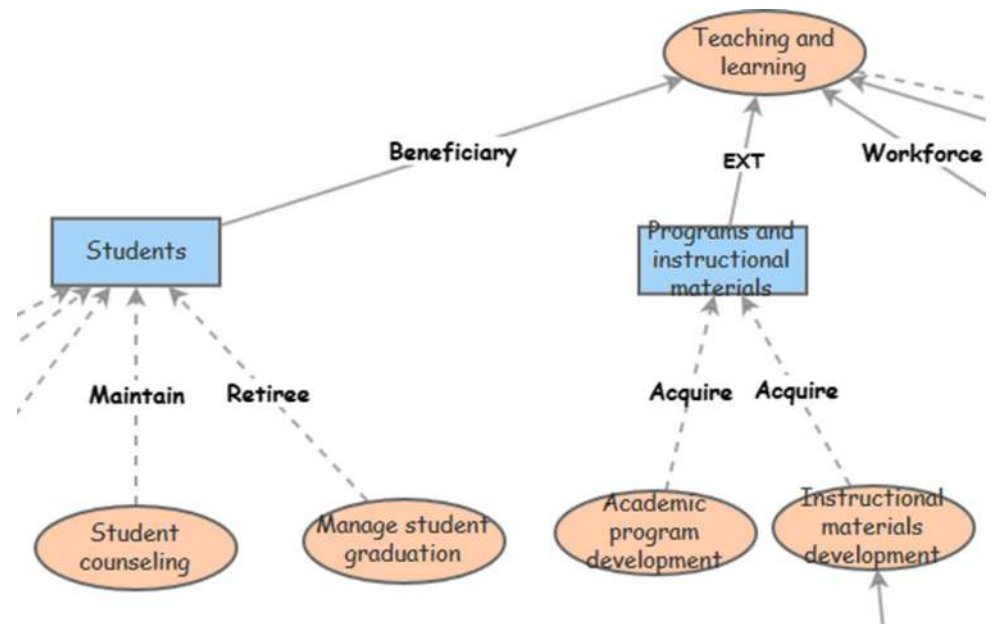 Teaching and
learning
Beneficiary
EXT
Workforce
Students
Programs and
instructional
materials
Maintain
Retiree
Acquire
Acquire
Student
counseling
Manage student
graduation
Academic
program
development
Instructional
materials
development